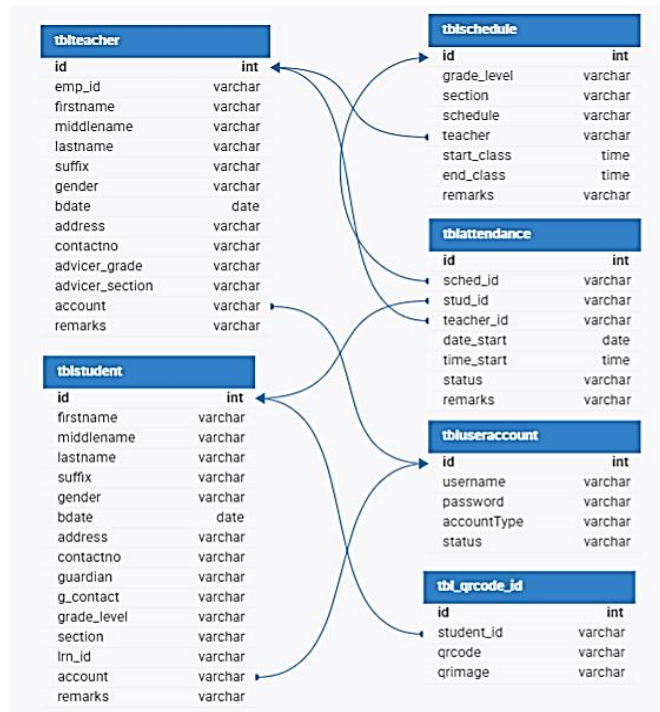 tblteacher
id int
emp_id varchar
firstname varchar
middlename varchar
lastname varchar
suffix varchar
gender varchar
bdate date
address varchar
contactno varchar
advicer_grade varchar
advicer_section varchar
account varchar
remarks varchar
tblstudent
id int
firstname varchar
middlename varchar
lastname varchar
suffix varchar
gender varchar
bdate date
address varchar
contactno varchar
guardian varchar
g_contact varchar
grade_level varchar
section varchar
lrn_id varchar
account varchar
remarks varchar
tblschedule
id int
grade_level varchar
section varchar
schedule varchar
teacher varchar
start_class time
end_class time
remarks varchar
tblattendance
id int
sched_id varchar
stud_id varchar
teacher_id varchar
date_start date
time_start time
status varchar
remarks varchar
tbluseraccount
id int
username varchar
password varchar
accountType varchar
status varchar
tbl_qrcode_id
id int
student_id varchar
qrcode varchar
qrimage varchar